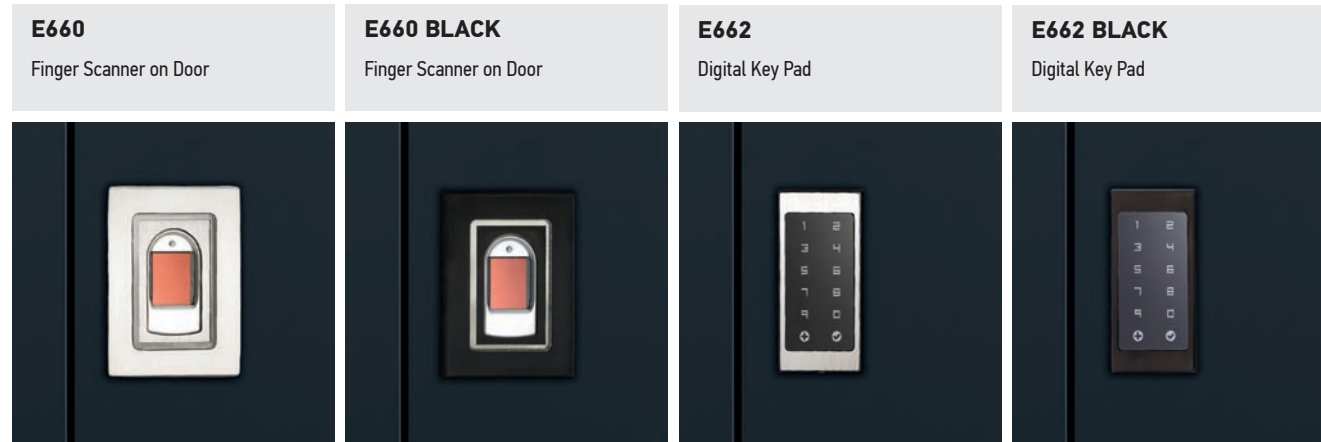 E660
Finger Scanner on Door
E660 BLACK
Finger Scanner on Door
E662
Digital Key Pad
E662 BLACK
Digital Key Pad
1 2
3 4
5 6
7 8
9 0
1 2
3 4
5 6
7 8
9 0